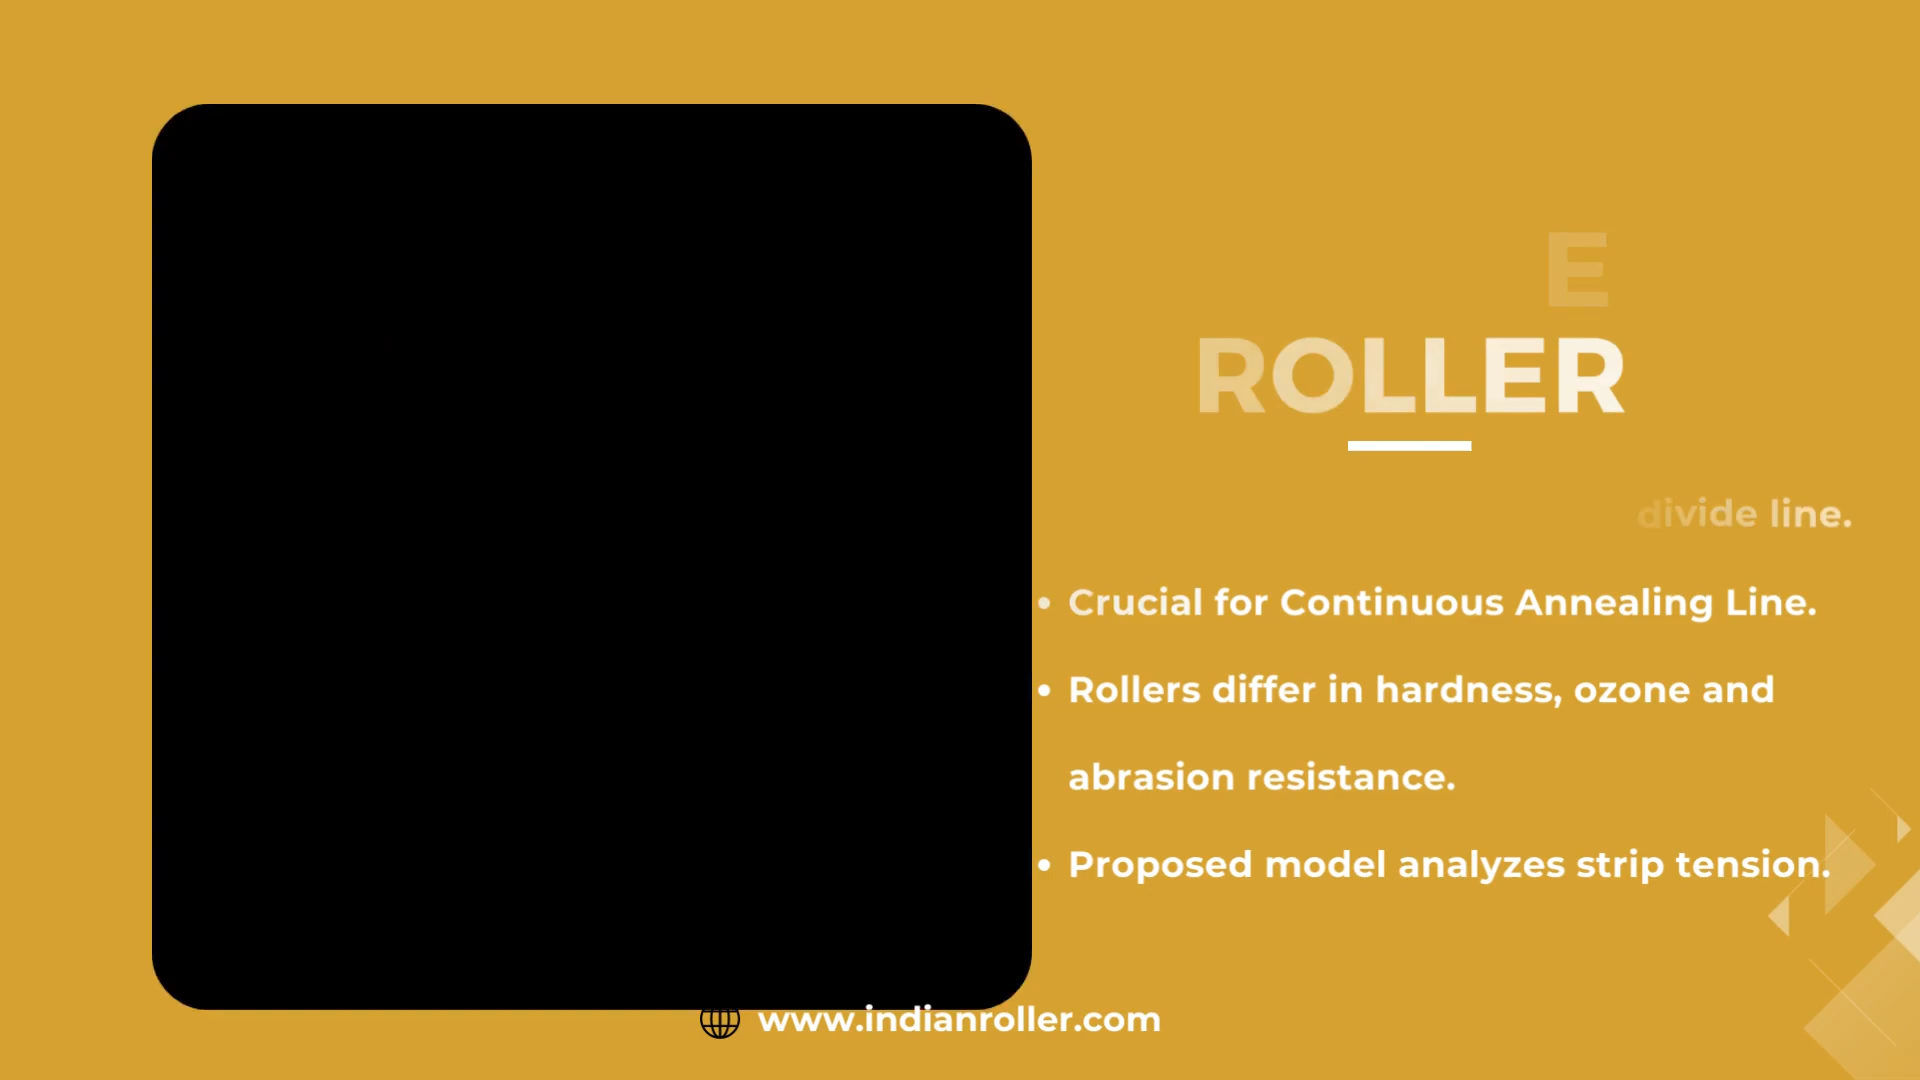 E
ROLLER
divide line.
• Crucial for Continuous Annealing Line.
• Rollers differ in hardness, ozone and
abrasion resistance.
• Proposed model analyzes strip tension.
www.indianroller.com